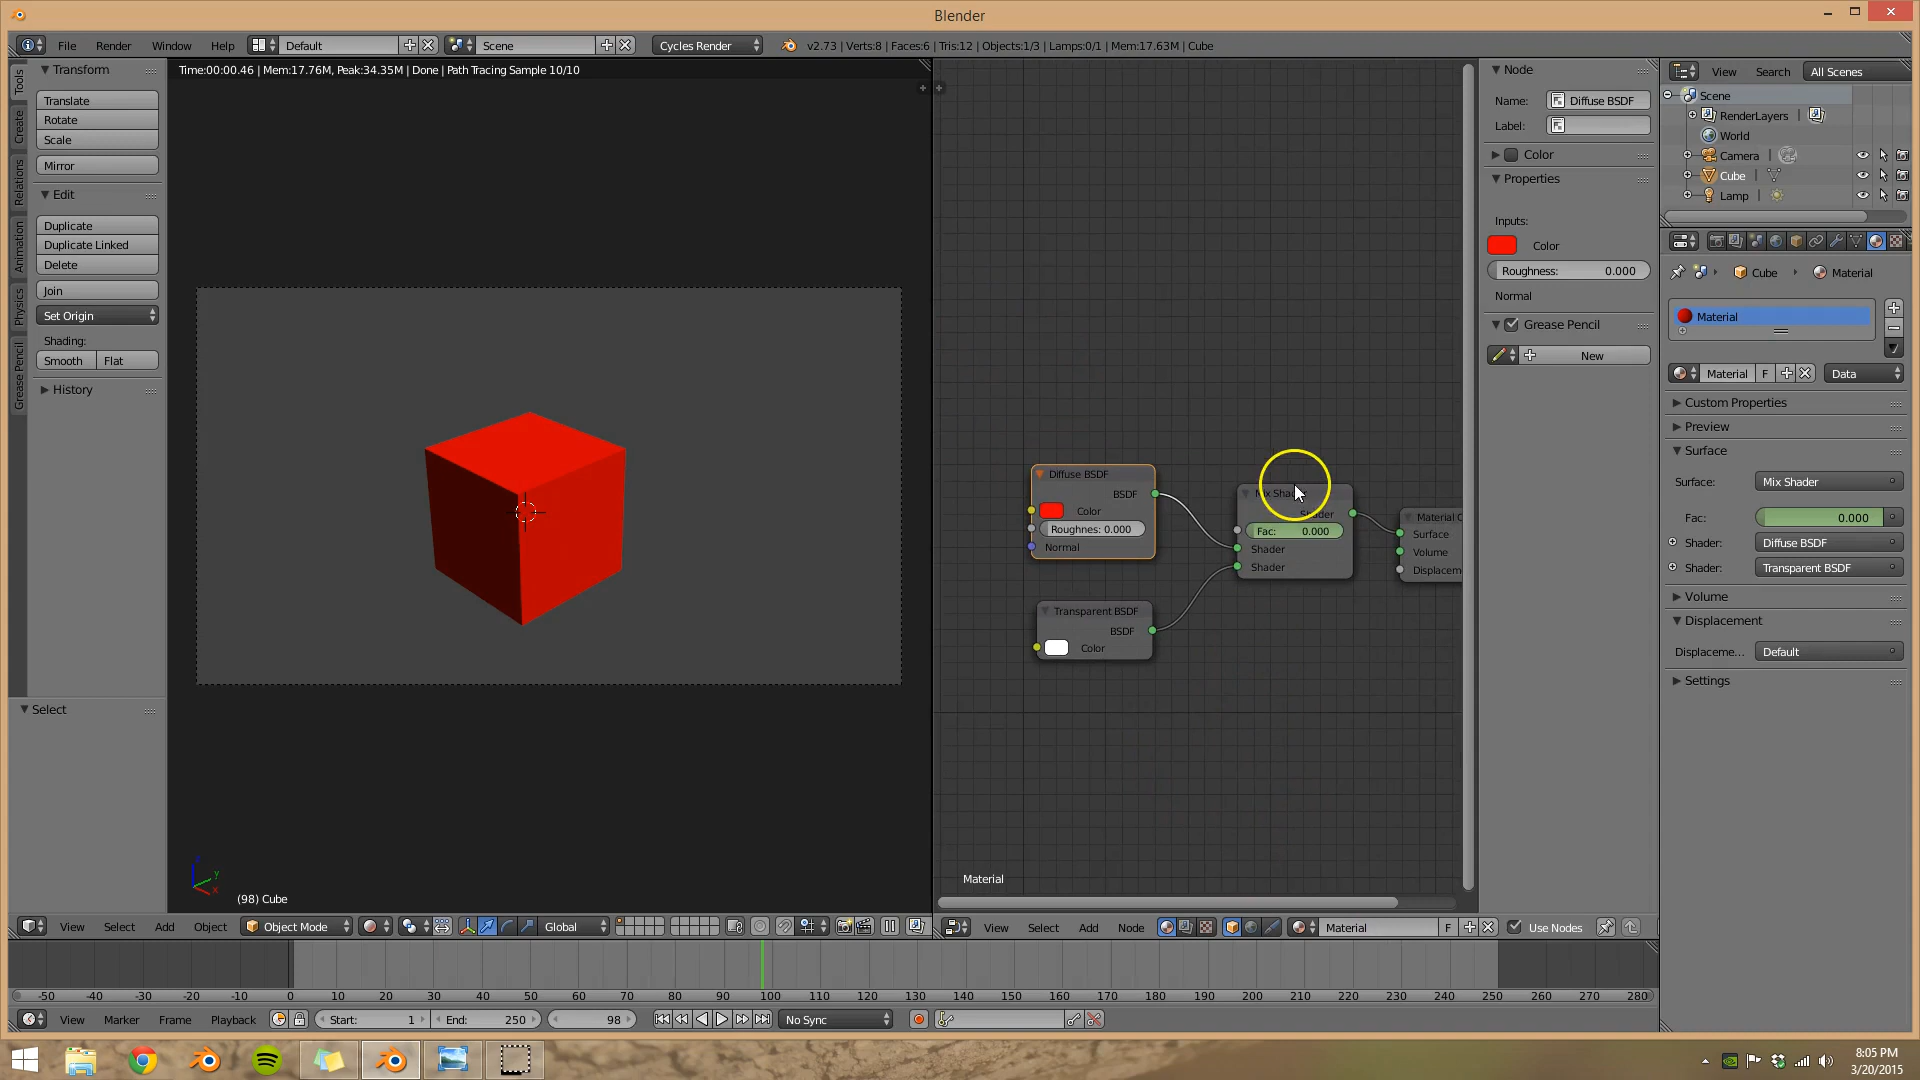 Blender
File Render Window Help Default Scene Cycles Render v2.73 | Verts:8 | Faces:6 | Tris:12 | Objects:1/3 | Lamps:0/1 | Mem:17.63M | Cube
Time:00:00.46 | Mem:17.76M, Peak:34.35M | Done | Path Tracing Sample 10/10
Tools
Create
Relations
Animation
Physics
Grease Pencil
Transform
Translate
Rotate
Scale
Mirror
Edit
Duplicate
Duplicate Linked
Delete
Join
Set Origin
Shading:
Smooth Flat
History
Select
z
y
x
(98) Cube
Diffuse BSDF
BSDF
Color
Roughnes: 0.000
Normal
Transparent BSDF
BSDF
Color
Fac: 0.000
Shader
Shader
Surface
Volume
Displacem
Material
Node
Name: Diffuse BSDF
Label:
Color
Properties
Inputs:
Color
Roughness: 0.000
Normal
Grease Pencil
New
View Search All Scenes
Scene
RenderLayers |
World
Camera |
Cube |
Lamp |
Cube Material
Material
Material F Data
Custom Properties
Preview
Surface
Surface: Mix Shader
Fac: 0.000
Shader: Diffuse BSDF
Shader: Transparent BSDF
Volume
Displacement
Displaceme... Default
Settings
View Select Add Object Object Mode Global
View Select Add Node Material F Use Nodes
-50 -40 -30 -20 -10 0 10 20 30 40 50 60 70 80 90 100 110 120 130 140 150 160 170 180 190 200 210 220 230 240 250 260 270 280
View Marker Frame Playback Start: 1 End: 250 98 No Sync
8:05 PM
3/20/2015